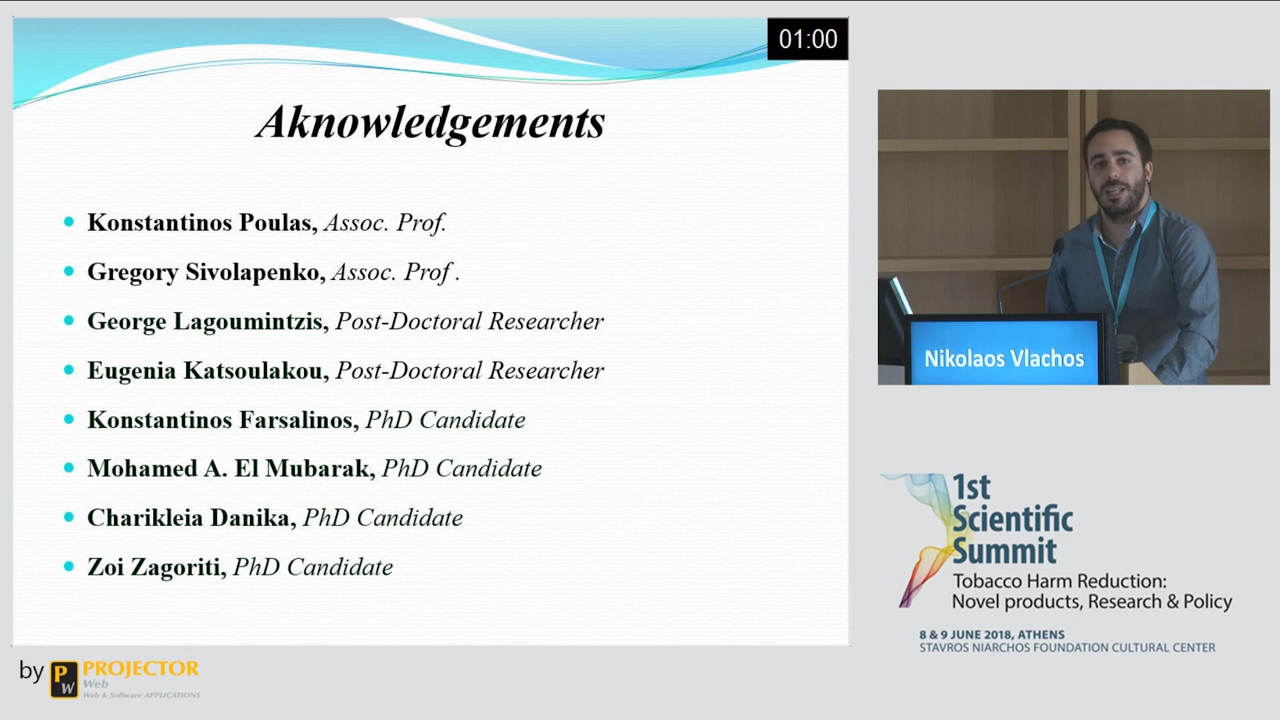 01:00
Aknowledgements
Konstantinos Poulas, Assoc. Prof.
Gregory Sivolapenko, Assoc. Prof .
George Lagoumintzis, Post-Doctoral Researcher
Eugenia Katsoulakou, Post-Doctoral Researcher
Konstantinos Farsalinos, PhD Candidate
Mohamed A. El Mubarak, PhD Candidate
Charikleia Danika, PhD Candidate
Zoi Zagoriti, PhD Candidate
by PW PROJECTOR
Web
Web & Software APPLICATIONS
Nikolaos Vlachos
1st
Scientific
Summit
Tobacco Harm Reduction:
Novel products, Research & Policy
8 & 9 JUNE 2018, ATHENS
STAVROS NIARCHOS FOUNDATION CULTURAL CENTER